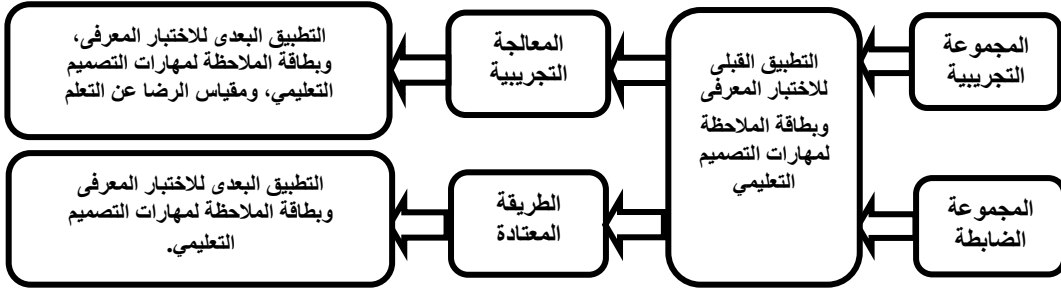 المجموعة
التجريبية
التطبيق القبلى
للاختبار المعرفى
وبطاقة الملاحظة
لمهارات التصميم
التعليمي
المعالجة
التجريبية
التطبيق البعدى للاختبار المعرفى،
وبطاقة الملاحظة لمهارات التصميم
التعليمي، ومقياس الرضا عن التعلم
المجموعة
الضابطة
الطريقة
المعتادة
التطبيق البعدى للاختبار المعرفى
وبطاقة الملاحظة لمهارات التصميم
التعليمي.